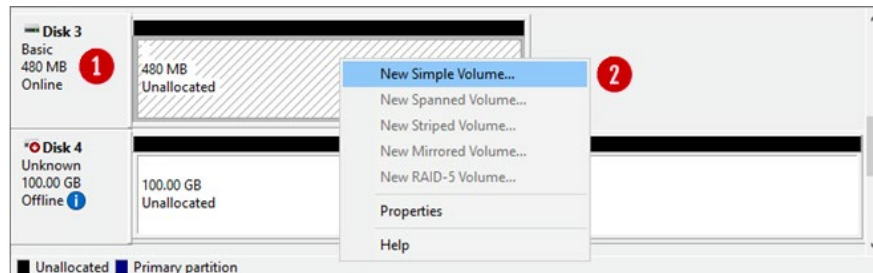 Disk 3
Basic
480 MB
Online
1
480 MB
Unallocated
New Simple Volume...
2
New Spanned Volume...
New Striped Volume...
New Mirrored Volume...
New RAID-5 Volume...
Properties
Help
Disk 4
Unknown
100.00 GB
Offline
100.00 GB
Unallocated
Unallocated Primary partition